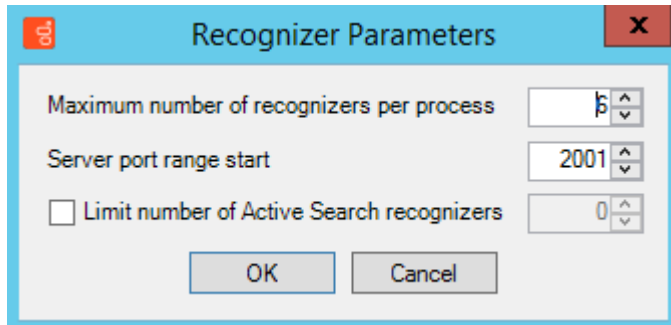 Recognizer Parameters
x
Maximum number of recognizers per process 6
Server port range start 2001
Limit number of Active Search recognizers 0
OK Cancel